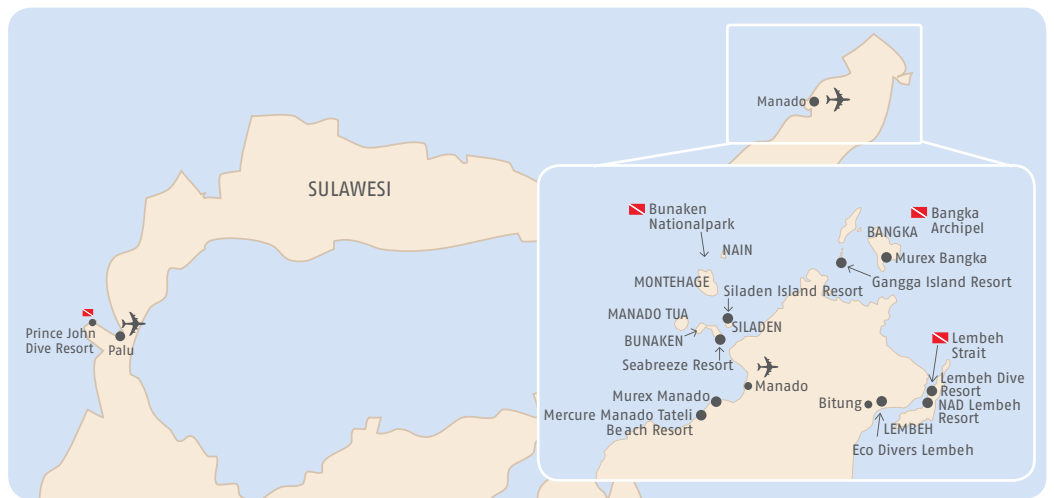 Manado
SULAWESI
Prince John
Dive Resort
Palu
Bunaken
Nationalpark
Bangka
Archipel
BANGKA
NAIN
Murex Bangka
MONTEHAGE
Gangga Island Resort
Siladen Island Resort
MANADO TUA
SILADEN
BUNAKEN
Lembeh
Strait
Seabreeze Resort
Manado
Lembeh Dive
Resort
Murex Manado
Bitung
NAD Lembeh
Resort
Mercure Manado Tateli
Beach Resort
LEMBEH
Eco Divers Lembeh